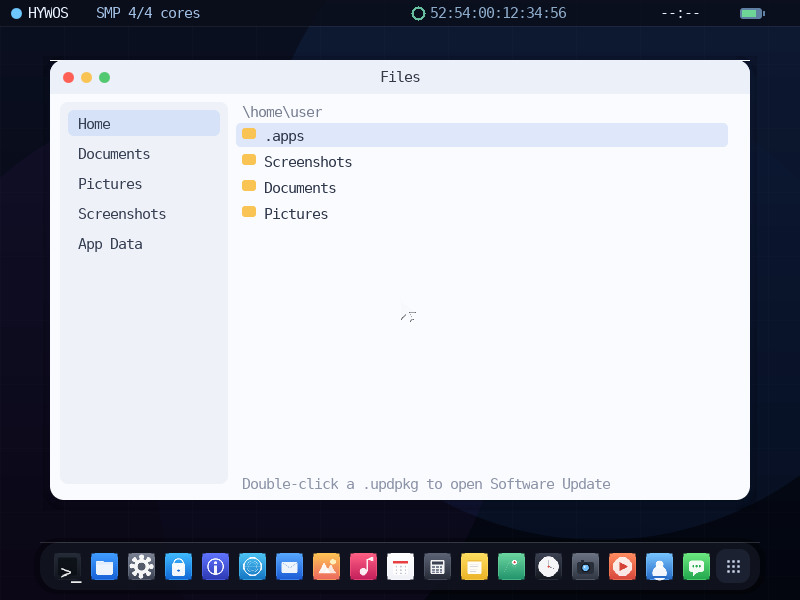 HYWOS SMP 4/4 cores 52:54:00:12:34:56 --:--
Files
\home\user
Home
.apps
Documents
Screenshots
Pictures
Documents
Screenshots
Pictures
App Data
Double-click a .updpkg to open Software Update
>_